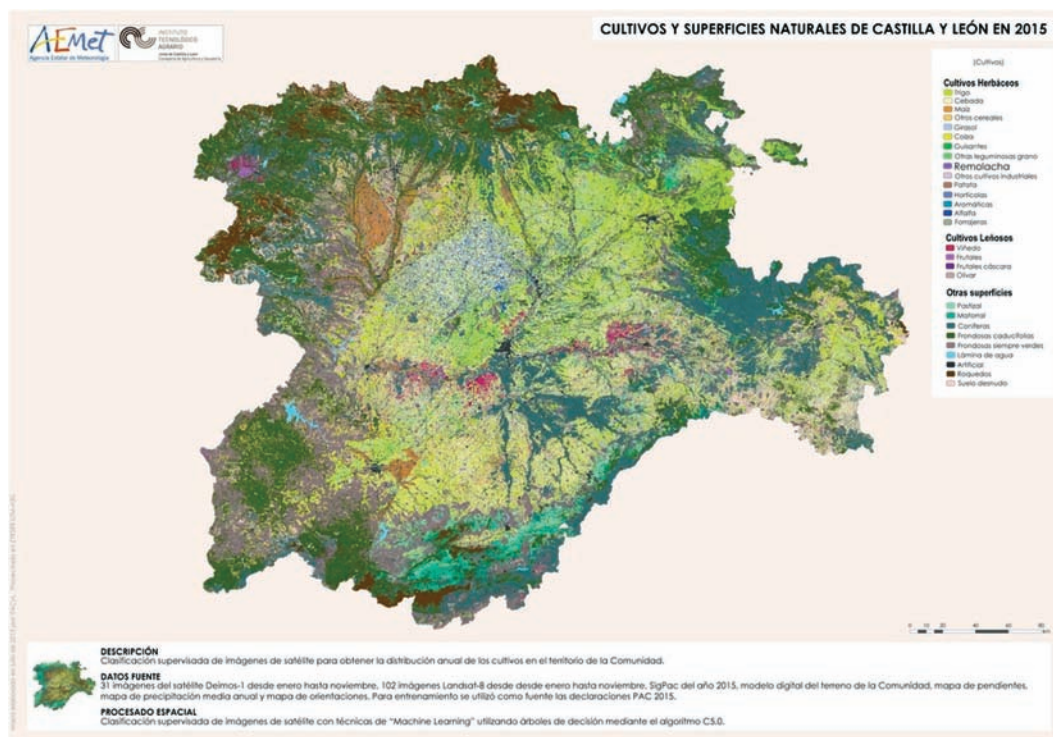 AEMet
Agencia Estatal de Meteorología
INSTITUTO
TECNOLÓGICO
AGRARIO
CULTIVOS Y SUPERFICIES NATURALES DE CASTILLA Y LEÓN EN 2015
(Cultivos)
Cultivos Herbáceos
Trigo
Cebada
Maíz
Otros cereales
Girasol
Colza
Guisantes
Otras leguminosas grano
Remolacha
Otros cultivos industriales
Patata
Hortícolas
Aromáticas
Alfalfa
Forrajeras
Cultivos Leñosos
Viñedo
Frutales
Frutales cáscara
Olivar
Otras superficies
Pastizal
Matorral
Coníferas
Frondosas caducifolias
Frondosas siempre verdes
Lámina de agua
Artificial
Roquedos
Suelo desnudo
0 5 10 20 40 60 80
DESCRIPCIÓN
Clasificación supervisada de imágenes de satélite para obtener la distribución anual de los cultivos en el territorio de la Comunidad.
DATOS FUENTE
31 imágenes del satélite Deimos-1 desde enero hasta noviembre, 102 imágenes Landsat-8 desde desde enero hasta noviembre, SigPac del año 2015, modelo digital del terreno de la Comunidad, mapa de pendientes,
mapa de precipitación media anual y mapa de orientaciones. Para entrenamiento se utilizó como fuente las declaraciones PAC 2015.
PROCESADO ESPACIAL
Clasificación supervisada de imágenes de satélite con técnicas de "Machine Learning" utilizando árboles de decisión mediante el algoritmo C5.0.